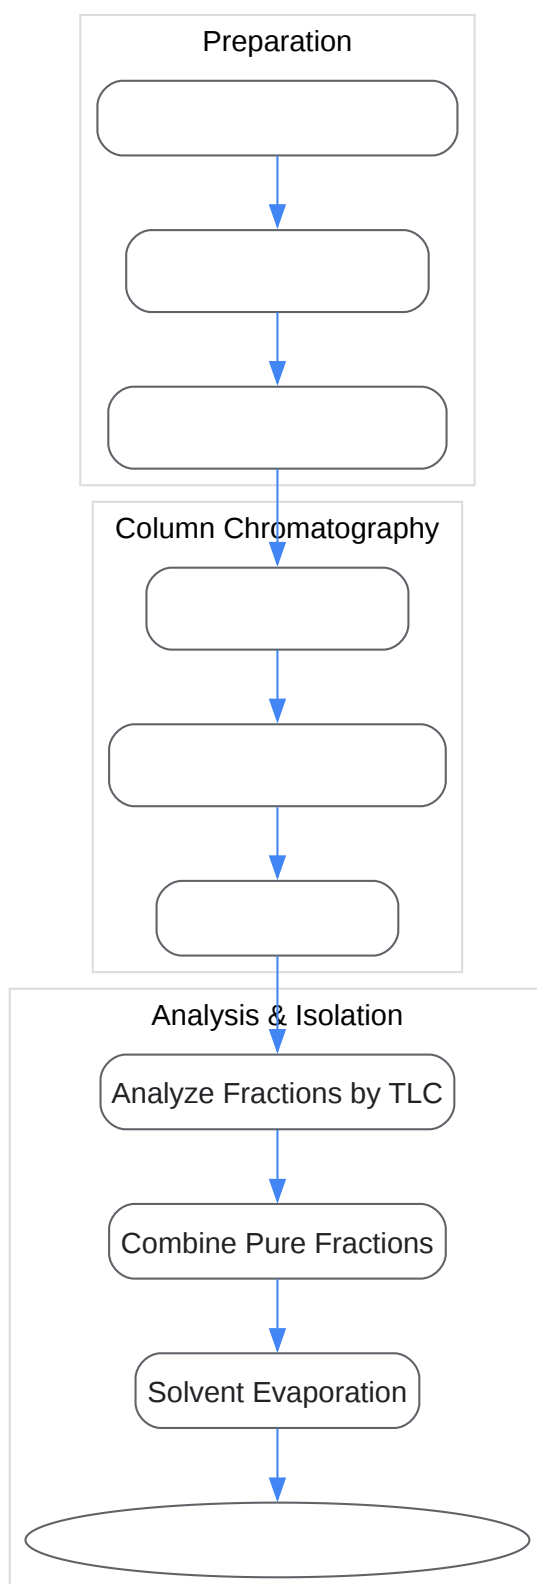 Preparation
Column Chromatography
Analysis & Isolation
Analyze Fractions by TLC
Combine Pure Fractions
Solvent Evaporation